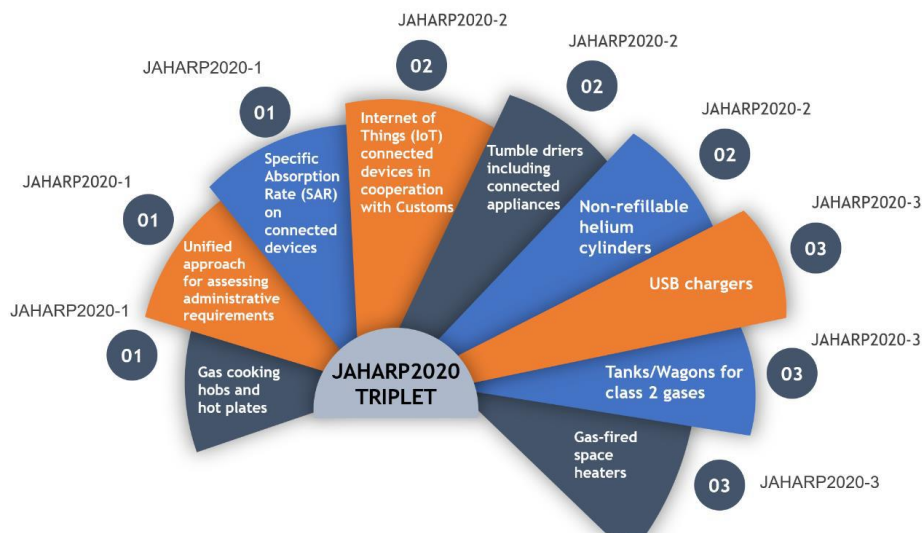 JAHARP2020-1
01
Gas cooking
hobs and
hot plates
JAHARP2020-1
01
Unified
approach
for assessing
administrative
requirements
JAHARP2020-1
01
Specific
Absorption
Rate (SAR)
on
connected
devices
JAHARP2020-2
02
Internet of
Things (IoT)
connected
devices in
cooperation
with Customs
JAHARP2020-2
02
Tumble driers
including
connected
appliances
JAHARP2020-2
02
Non-refillable
helium
cylinders
JAHARP2020-3
03
USB chargers
JAHARP2020-3
03
Tanks/Wagons for
class 2 gases
JAHARP2020-3
03
Gas-fired
space
heaters
JAHARP2020
TRIPLET